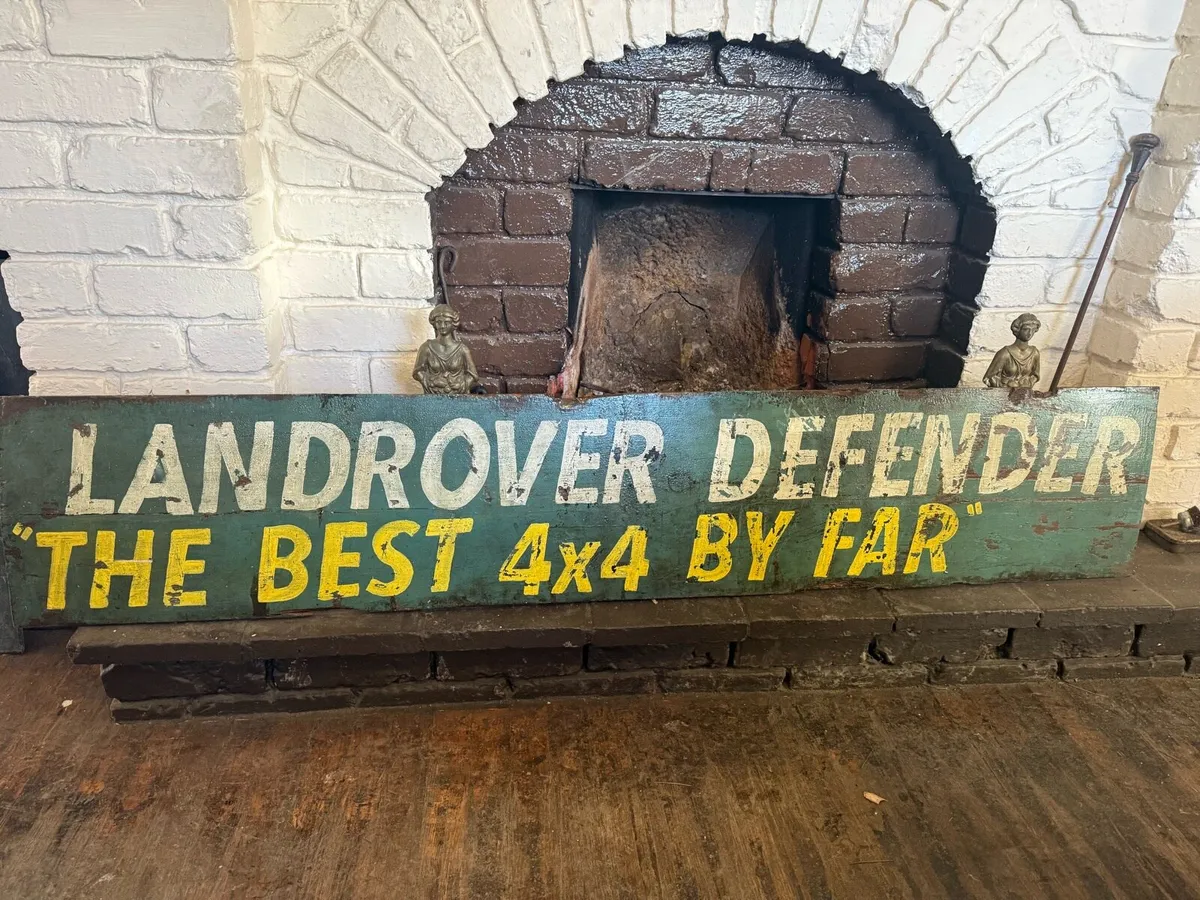 LANDROVER DEFENDER
"THE BEST 4x4 BY FAR"